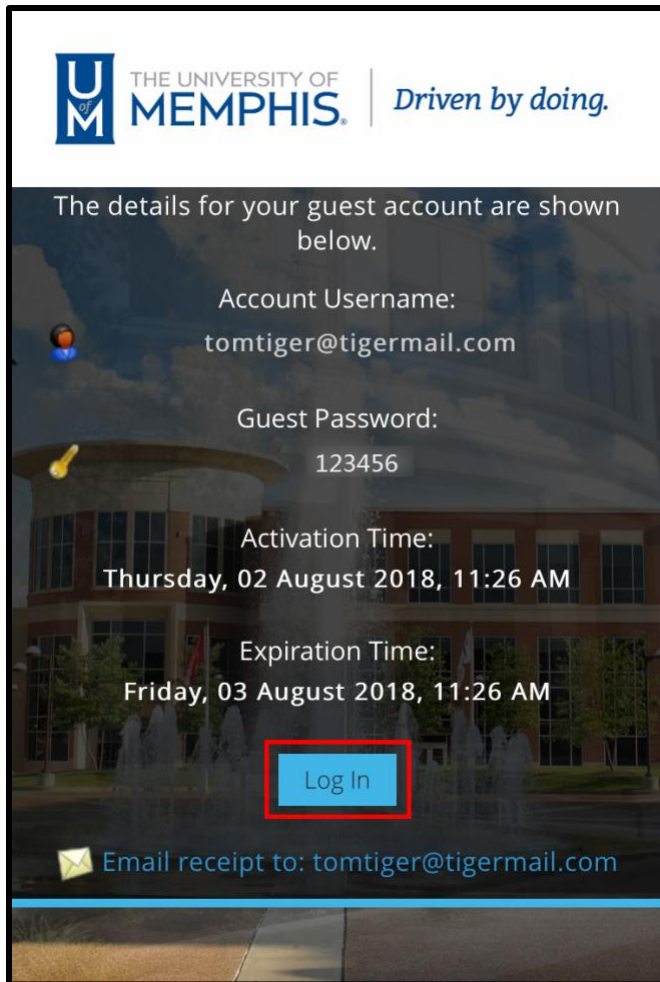 U
of
M
THE UNIVERSITY OF
MEMPHIS.
Driven by doing.
The details for your guest account are shown
below.
Account Username:
tomtiger@tigermail.com
Guest Password:
123456
Activation Time:
Thursday, 02 August 2018, 11:26 AM
Expiration Time:
Friday, 03 August 2018, 11:26 AM
Log In
Email receipt to: tomtiger@tigermail.com